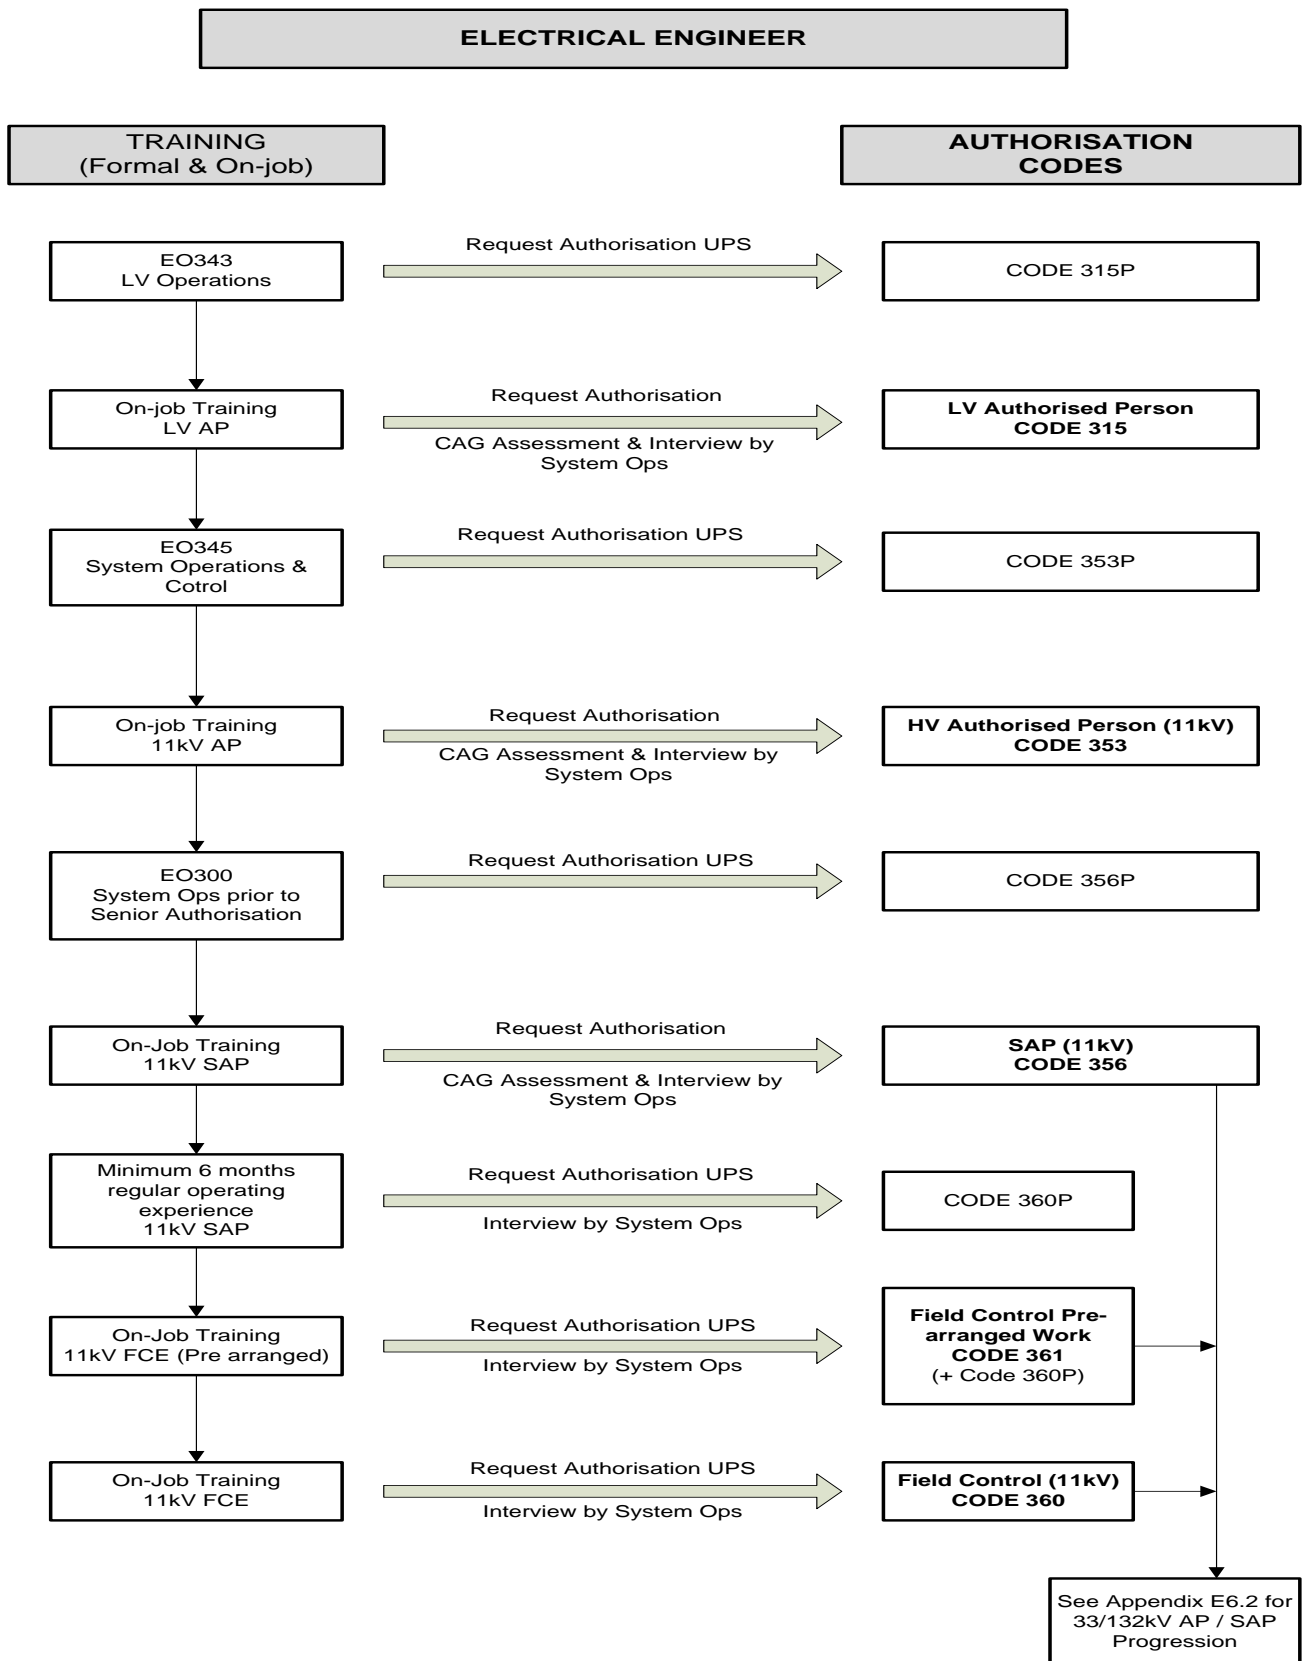 ELECTRICAL ENGINEER
TRAINING
(Formal & On-job)
AUTHORISATION
CODES
EO343
LV Operations
Request Authorisation UPS
CODE 315P
On-job Training
LV AP
Request Authorisation
CAG Assessment & Interview by
System Ops
LV Authorised Person
CODE 315
EO345
System Operations &
Cotrol
Request Authorisation UPS
CODE 353P
On-job Training
11kV AP
Request Authorisation
CAG Assessment & Interview by
System Ops
HV Authorised Person (11kV)
CODE 353
EO300
System Ops prior to
Senior Authorisation
Request Authorisation UPS
CODE 356P
On-Job Training
11kV SAP
Request Authorisation
CAG Assessment & Interview by
System Ops
SAP (11kV)
CODE 356
Minimum 6 months
regular operating
experience
11kV SAP
Request Authorisation UPS
Interview by System Ops
CODE 360P
On-Job Training
11kV FCE (Pre arranged)
Request Authorisation UPS
Interview by System Ops
Field Control Pre-
arranged Work
CODE 361
(+ Code 360P)
On-Job Training
11kV FCE
Request Authorisation UPS
Interview by System Ops
Field Control (11kV)
CODE 360
See Appendix E6.2 for
33/132kV AP / SAP
Progression